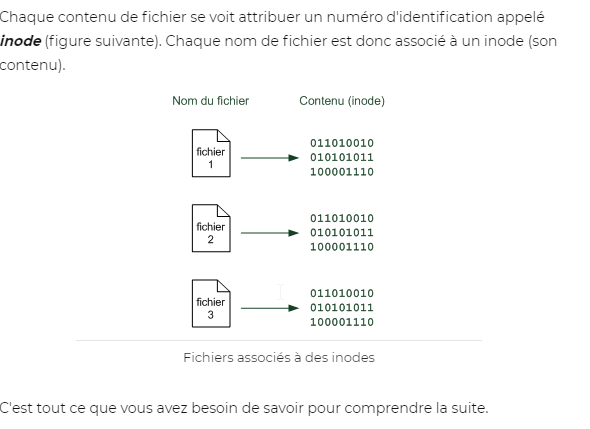 Chaque contenu de fichier se voit attribuer un numéro d'identification appelé
inode (figure suivante). Chaque nom de fichier est donc associé à un inode (son
contenu).
Nom du fichier Contenu (inode)
fichier
1
011010010
010101011
100001110
fichier
2
011010010
010101011
100001110
fichier
3
011010010
010101011
100001110
Fichiers associés à des inodes
C'est tout ce que vous avez besoin de savoir pour comprendre la suite.